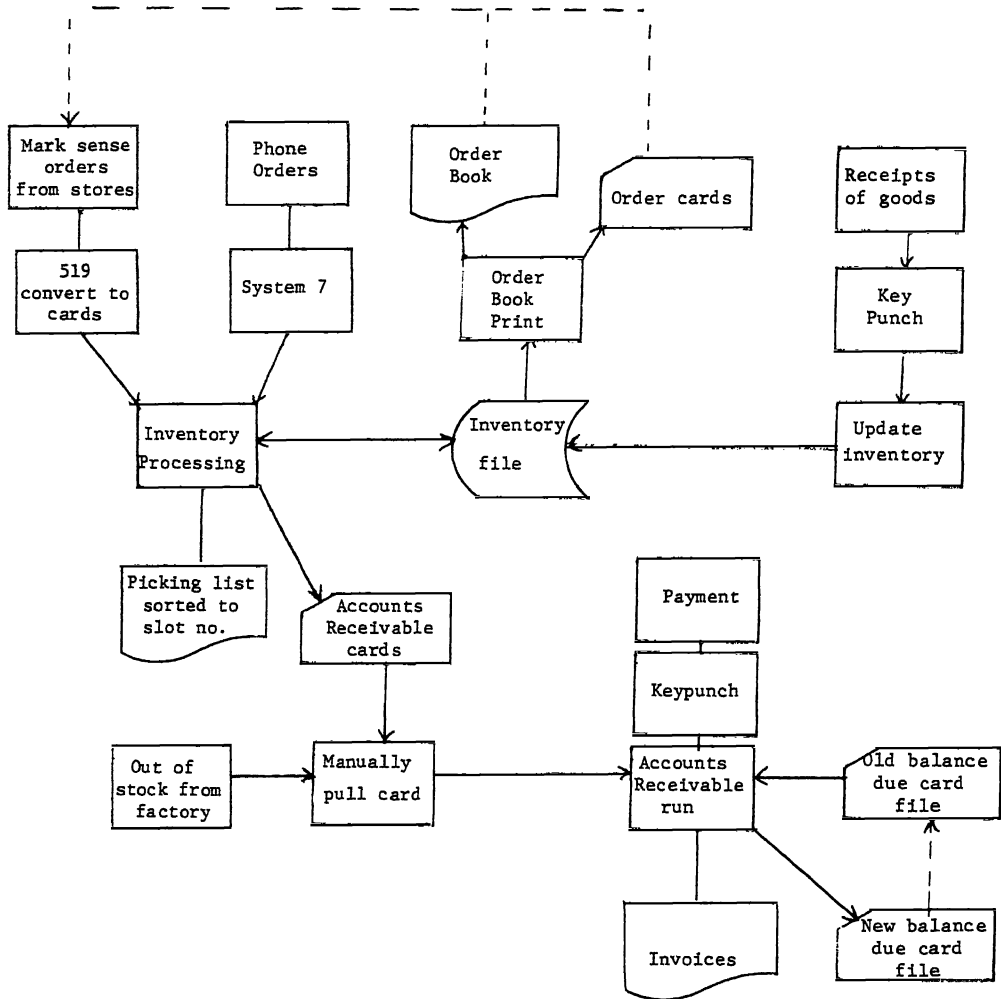 Mark sense
orders
from stores
Phone
Orders
Order
Book
Order cards
Receipts
of goods
519
convert to
cards
System 7
Order
Book
Print
Key
Punch
Inventory
Processing
Inventory
file
Update
inventory
Picking list
sorted to
slot no.
Accounts
Receivable
cards
Payment
Keypunch
Out of
stock from
factory
Manually
pull card
Accounts
Receivable
run
Old balance
due card
file
Invoices
New balance
due card
file